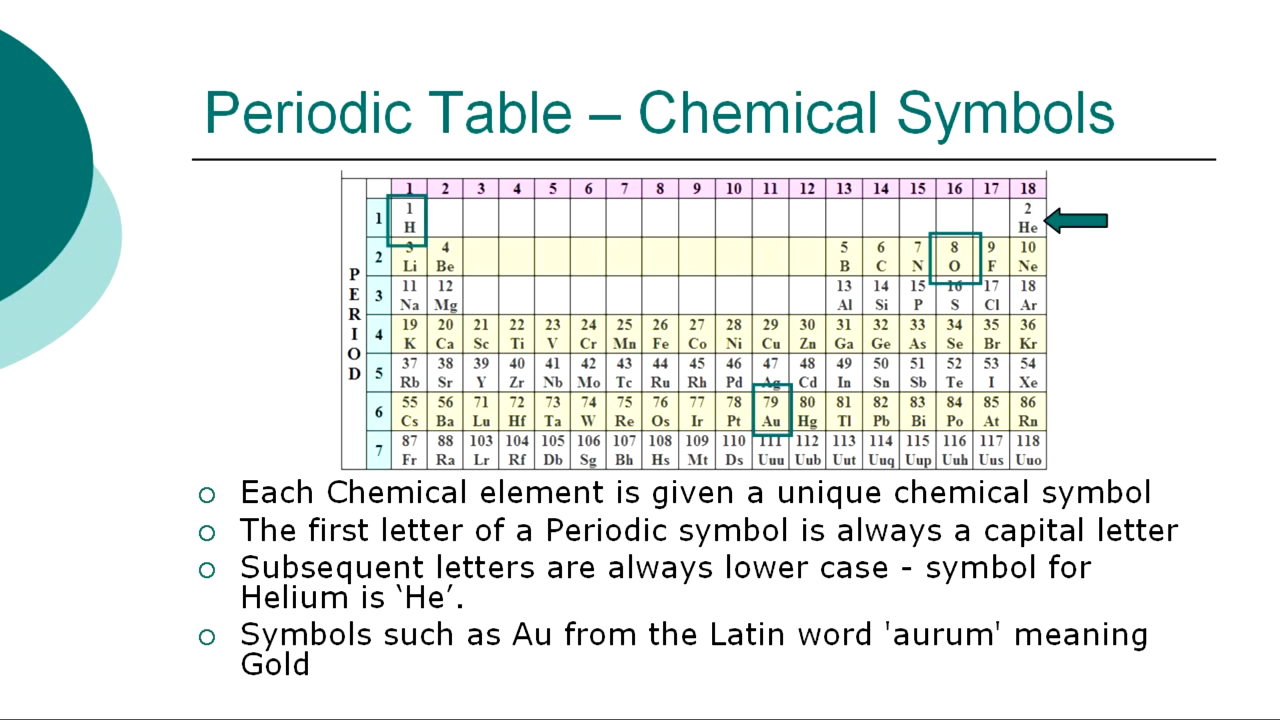 Periodic Table – Chemical Symbols
1 2 3 4 5 6 7 8 9 10 11 12 13 14 15 16 17 18
PERIOD
1
1 2
H He
2
3 4 5 6 7 8 9 10
Li Be B C N O F Ne
3
11 12 13 14 15 16 17 18
Na Mg Al Si P S Cl Ar
4
19 20 21 22 23 24 25 26 27 28 29 30 31 32 33 34 35 36
K Ca Sc Ti V Cr Mn Fe Co Ni Cu Zn Ga Ge As Se Br Kr
5
37 38 39 40 41 42 43 44 45 46 47 48 49 50 51 52 53 54
Rb Sr Y Zr Nb Mo Tc Ru Rh Pd Ag Cd In Sn Sb Te I Xe
6
55 56 71 72 73 74 75 76 77 78 79 80 81 82 83 84 85 86
Cs Ba Lu Hf Ta W Re Os Ir Pt Au Hg Tl Pb Bi Po At Rn
7
87 88 103 104 105 106 107 108 109 110 111 112 113 114 115 116 117 118
Fr Ra Lr Rf Db Sg Bh Hs Mt Ds Uuu Uub Uut Uuq Uup Uuh Uus Uuo
Each Chemical element is given a unique chemical symbol
The first letter of a Periodic symbol is always a capital letter
Subsequent letters are always lower case - symbol for
Helium is ‘He’.
Symbols such as Au from the Latin word 'aurum' meaning
Gold